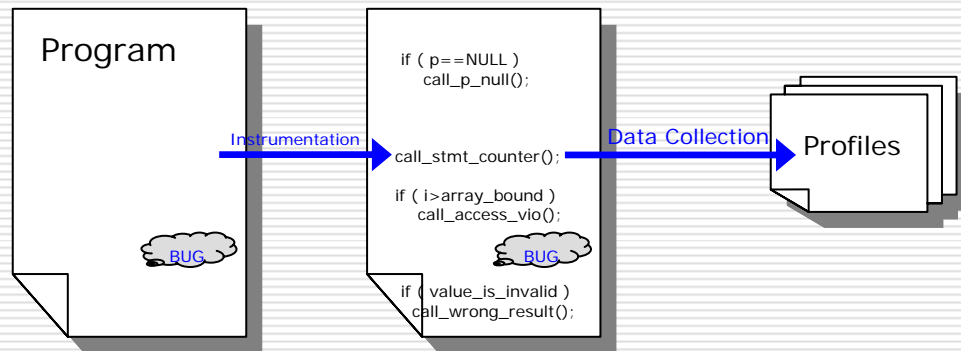 Program
Instrumentation
BUG
if ( p==NULL )
call_p_null();
call_stmt_counter();
if ( i>array_bound )
call_access_vio();
BUG
if ( value_is_invalid )
call_wrong_result();
Data Collection
Profiles